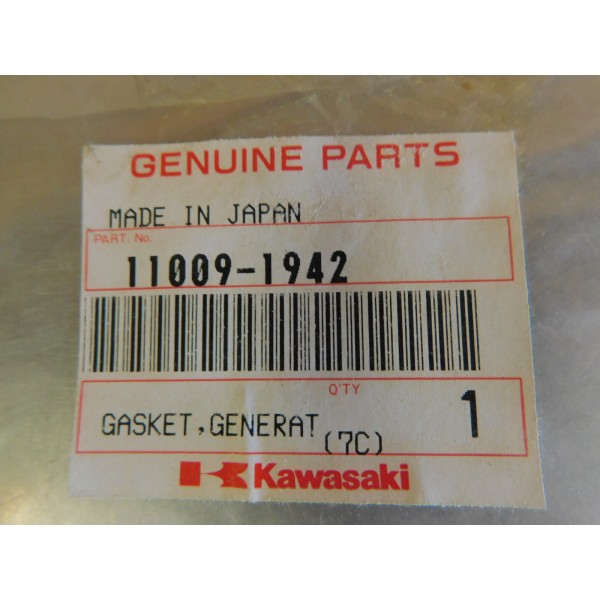 GENUINE PARTS
MADE IN JAPAN
PART. No.
11009-1942
Q'TY
GASKET,GENERAT (7C) 1
Kawasaki